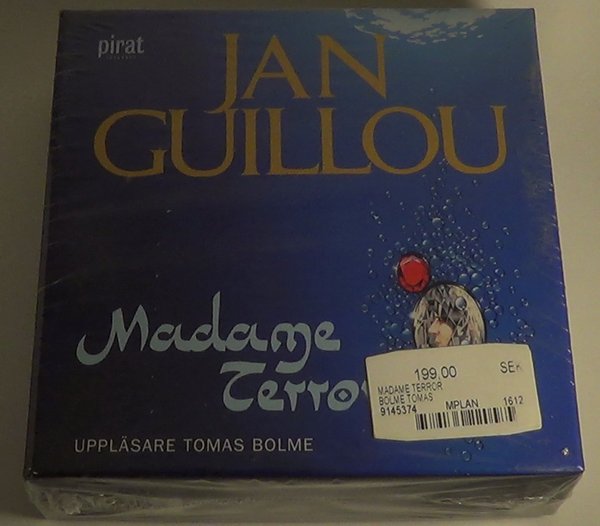 pirat
JAN
GUILLOU
Madame
Terror
199,00 SEK
MADAME TERROR
BOLME TOMAS
9145374 MPLAN 1612
UPPLÄSARE TOMAS BOLME